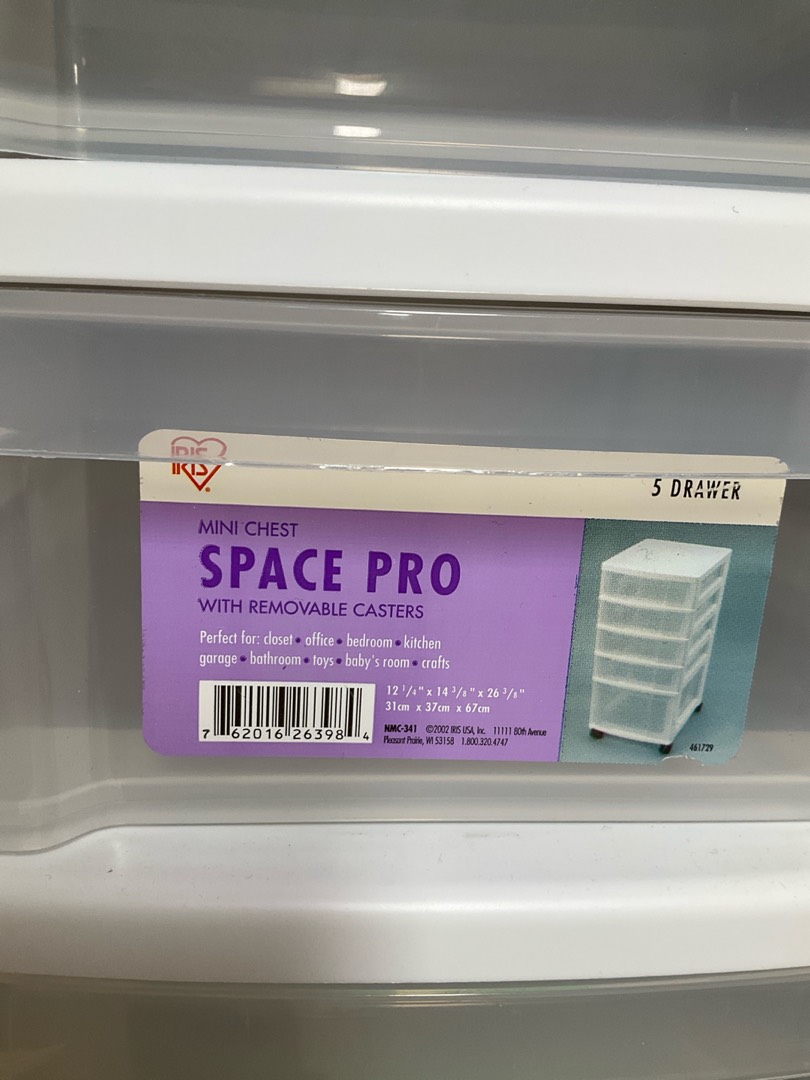 IRIS
5 DRAWER
MINI CHEST
SPACE PRO
WITH REMOVABLE CASTERS
Perfect for: closet • office • bedroom • kitchen
garage • bathroom • toys • baby's room • crafts
12 1/4" x 14 3/8" x 26 3/8"
31cm x 37cm x 67cm
NMC-341 ©2002 IRIS USA, Inc. 11111 80th Avenue
Pleasant Prairie, WI 53158 1.800.320.4747
7 62016 26398 4
461729